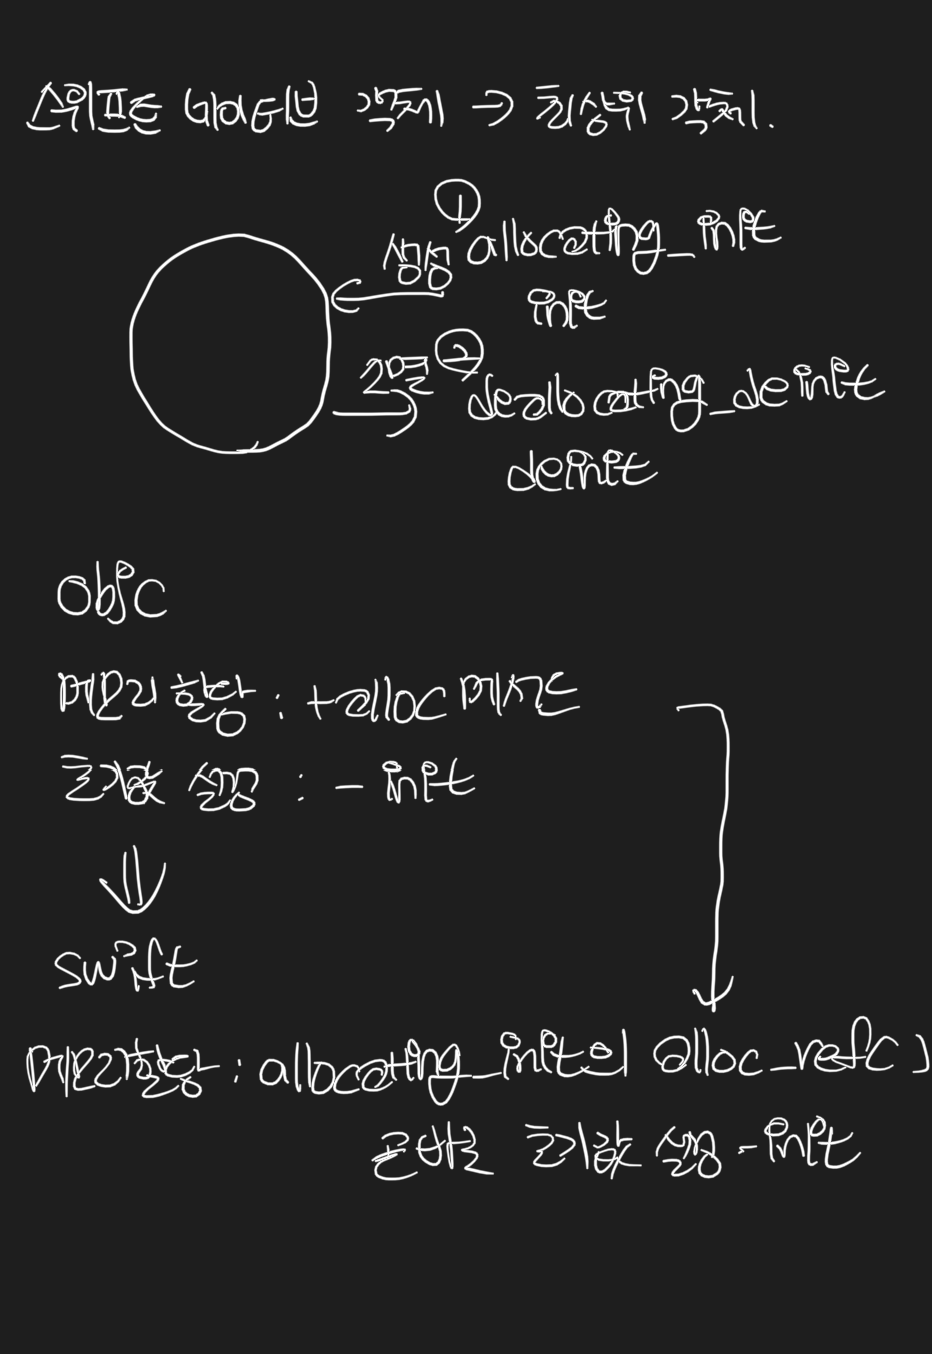 스위프트 네이티브 객체 → 최상위 객체.
①
생성 allocating_init
init
소멸 ② deallocating_deinit
deinit
objc
메모리 할당 : +alloc 메서드
초기값 설정 : - init
⇓
swift
메모리할당 : allocating_init의 alloc_ref()
곧바로 초기값 설정 -init